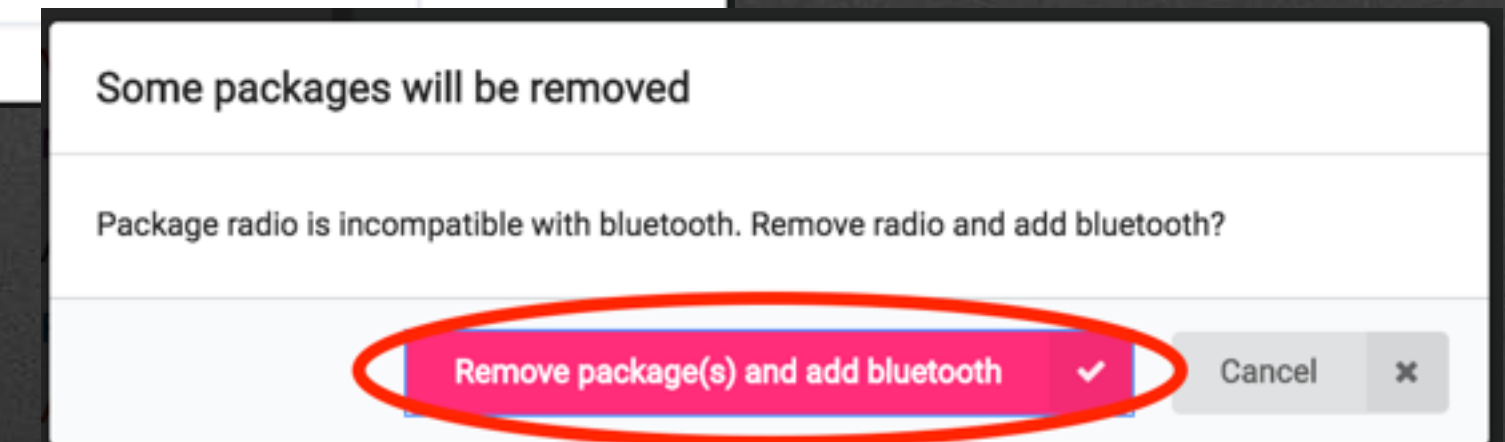 Some packages will be removed
Package radio is incompatible with bluetooth. Remove radio and add bluetooth?
Remove package(s) and add bluetooth
Cancel